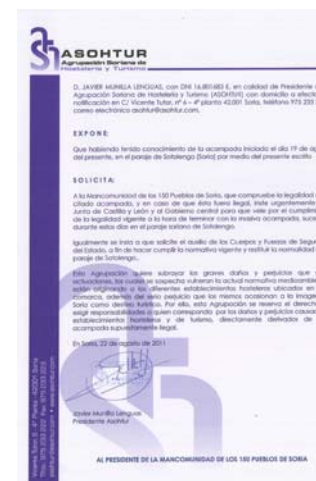 ASOHTUR
Agrupación Soriana de
Hostelería y Turismo
D. JAVIER MUNILLA LENGUAS, con DNI en calidad de Presidente
Agrupación Soriana de Hostelería y Turismo (ASOHTUR) con domicilio a efecto
notificación en C/ Vicente Tutor, nº 6 – 4ª planta 42.001 Soria, teléfono 975 233
correo electrónico asohtur@asohtur.com,
EXPONE:
Que habiendo tenido conocimiento de la acampada iniciada el día 19 de ag
del presente, en el paraje de Sotolengo (Soria) por medio del presente escrito
SOLICITA:
A la Mancomunidad de los 150 Pueblos de Soria, que compruebe la legalidad
citada acampada, y en caso de que ésta fuera ilegal, inste urgentemente
Junta de Castilla y León y al Gobierno central para que vele por el cumplim
de la legalidad vigente a la hora de terminar con la invasiva acampada, suce
durante estos días en el paraje soriano de Sotolengo.
Igualmente se insta a que solicite el auxilio de los Cuerpos y Fuerzas de Segur
del Estado, a fin de hacer cumplir la normativa vigente y restituir la normalidad
paraje de Sotolengo.
Esta Agrupación quiere subrayar los graves daños y perjuicios que
actuaciones, las cuales se sospecha vulneran la actual normativa medioambie
están originando a los diferentes establecimientos hosteleros ubicados en
comarca, además del serio perjuicio que los mismos ocasionan a la image
Soria como destino turístico. Por ello, esta Agrupación se reserva el derech
exigir responsabilidades a quien corresponda por los daños y perjuicios causa
establecimientos hosteleros y de turismo, directamente derivados de
acampada supuestamente ilegal.
En Soria, 22 de agosto de 2011
Javier Munilla Lenguas
Presidente Asohtur
AL PRESIDENTE DE LA MANCOMUNIDAD DE LOS 150 PUEBLOS DE SORIA